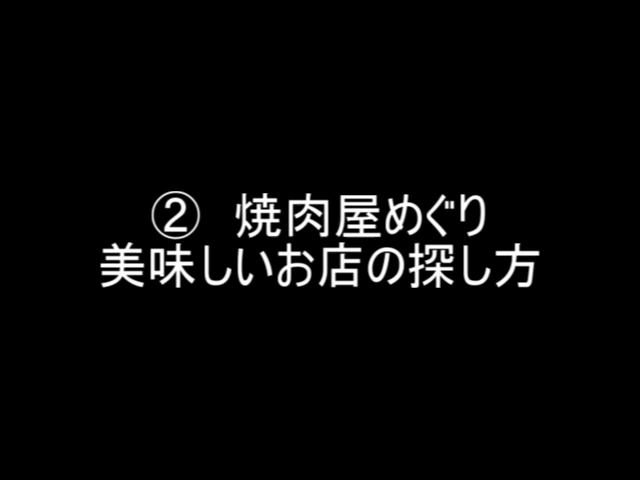 ② 焼肉屋めぐり
美味しいお店の探し方